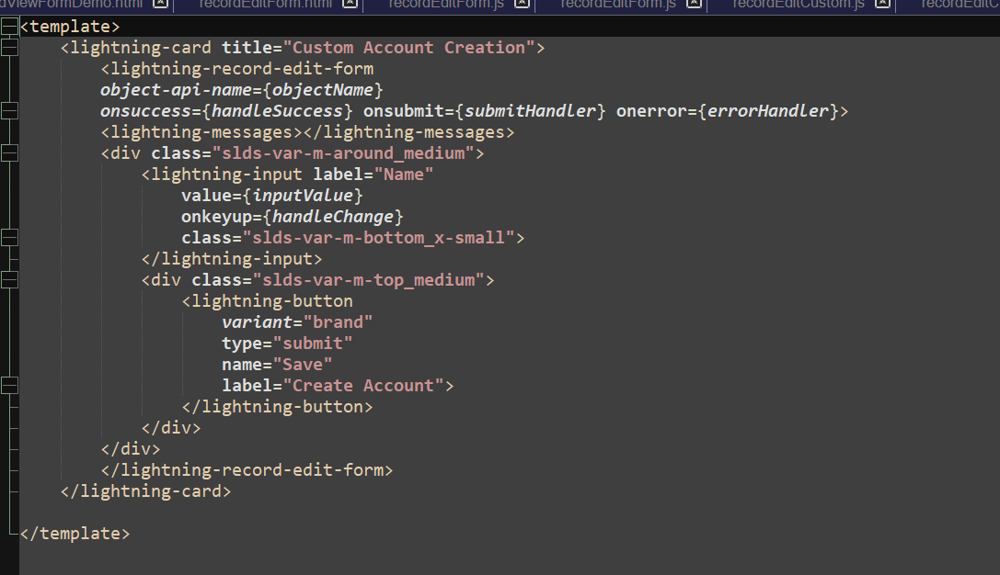 dViewFormDemo.html recordEditForm.html recordEditForm.js recordEditForm.js recordEditCustom.js recordEditC
<template>
    <lightning-card title="Custom Account Creation">
        <lightning-record-edit-form
        object-api-name={objectName}
        onsuccess={handleSuccess} onsubmit={submitHandler} onerror={errorHandler}>
        <lightning-messages></lightning-messages>
        <div class="slds-var-m-around_medium">
            <lightning-input label="Name"
                value={inputValue}
                onkeyup={handleChange}
                class="slds-var-m-bottom_x-small">
            </lightning-input>
            <div class="slds-var-m-top_medium">
                <lightning-button
                    variant="brand"
                    type="submit"
                    name="Save"
                    label="Create Account">
                </lightning-button>
            </div>
        </div>
        </lightning-record-edit-form>
    </lightning-card>

</template>